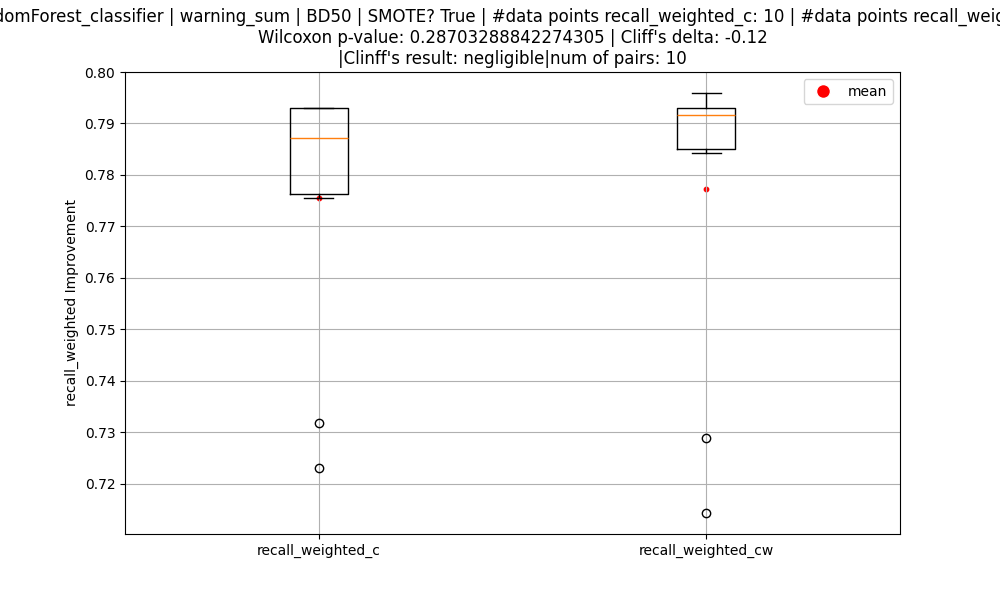 domForest_classifier | warning_sum | BD50 | SMOTE? True | #data points recall_weighted_c: 10 | #data points recall_weig
Wilcoxon p-value: 0.28703288842274305 | Cliff's delta: -0.12
|Clinff's result: negligible|num of pairs: 10
mean
recall_weighted Improvement
0.80
0.79
0.78
0.77
0.76
0.75
0.74
0.73
0.72
recall_weighted_c
recall_weighted_cw